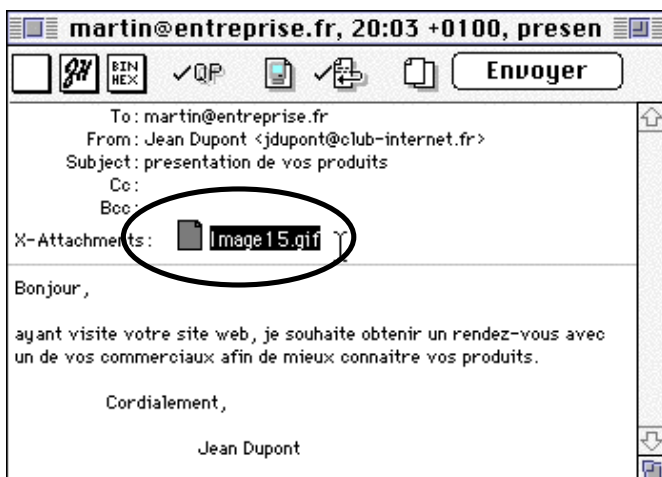 martin@entreprise.fr, 20:03 +0100, presen
JH BIN HEX QP Envoyer
To: martin@entreprise.fr
From: Jean Dupont <jdupont@club-internet.fr>
Subject: presentation de vos produits
Cc:
Bcc:
X-Attachments: Image15.gif
Bonjour,
ayant visite votre site web, je souhaite obtenir un rendez-vous avec
un de vos commerciaux afin de mieux connaitre vos produits.
Cordialement,
Jean Dupont